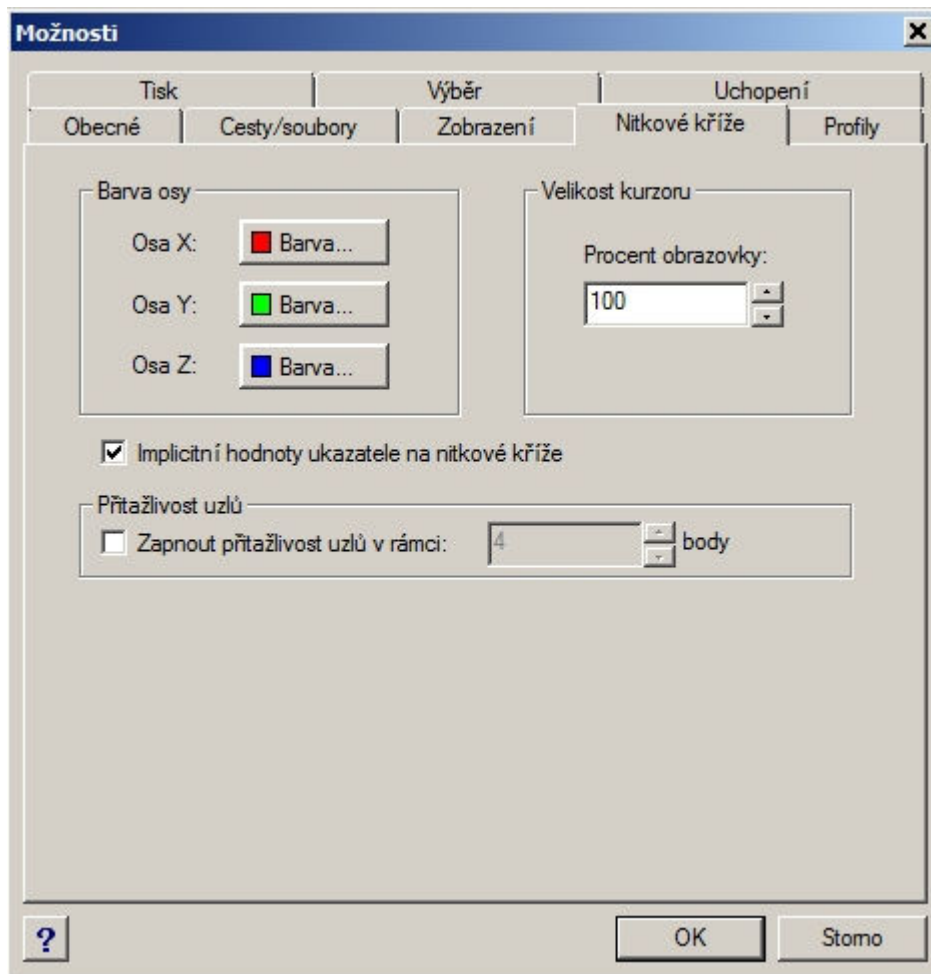 Možnosti
Tisk Výběr Uchopení
Obecné Cesty/soubory Zobrazení Nitkové kříže Profily
Barva osy Velikost kurzoru
Osa X: Barva...
Procent obrazovky:
Osa Y: Barva... 100
Osa Z: Barva...
Implicitní hodnoty ukazatele na nitkové kříže
Přitažlivost uzlů
Zapnout přitažlivost uzlů v rámci: 4 body
? OK Storno